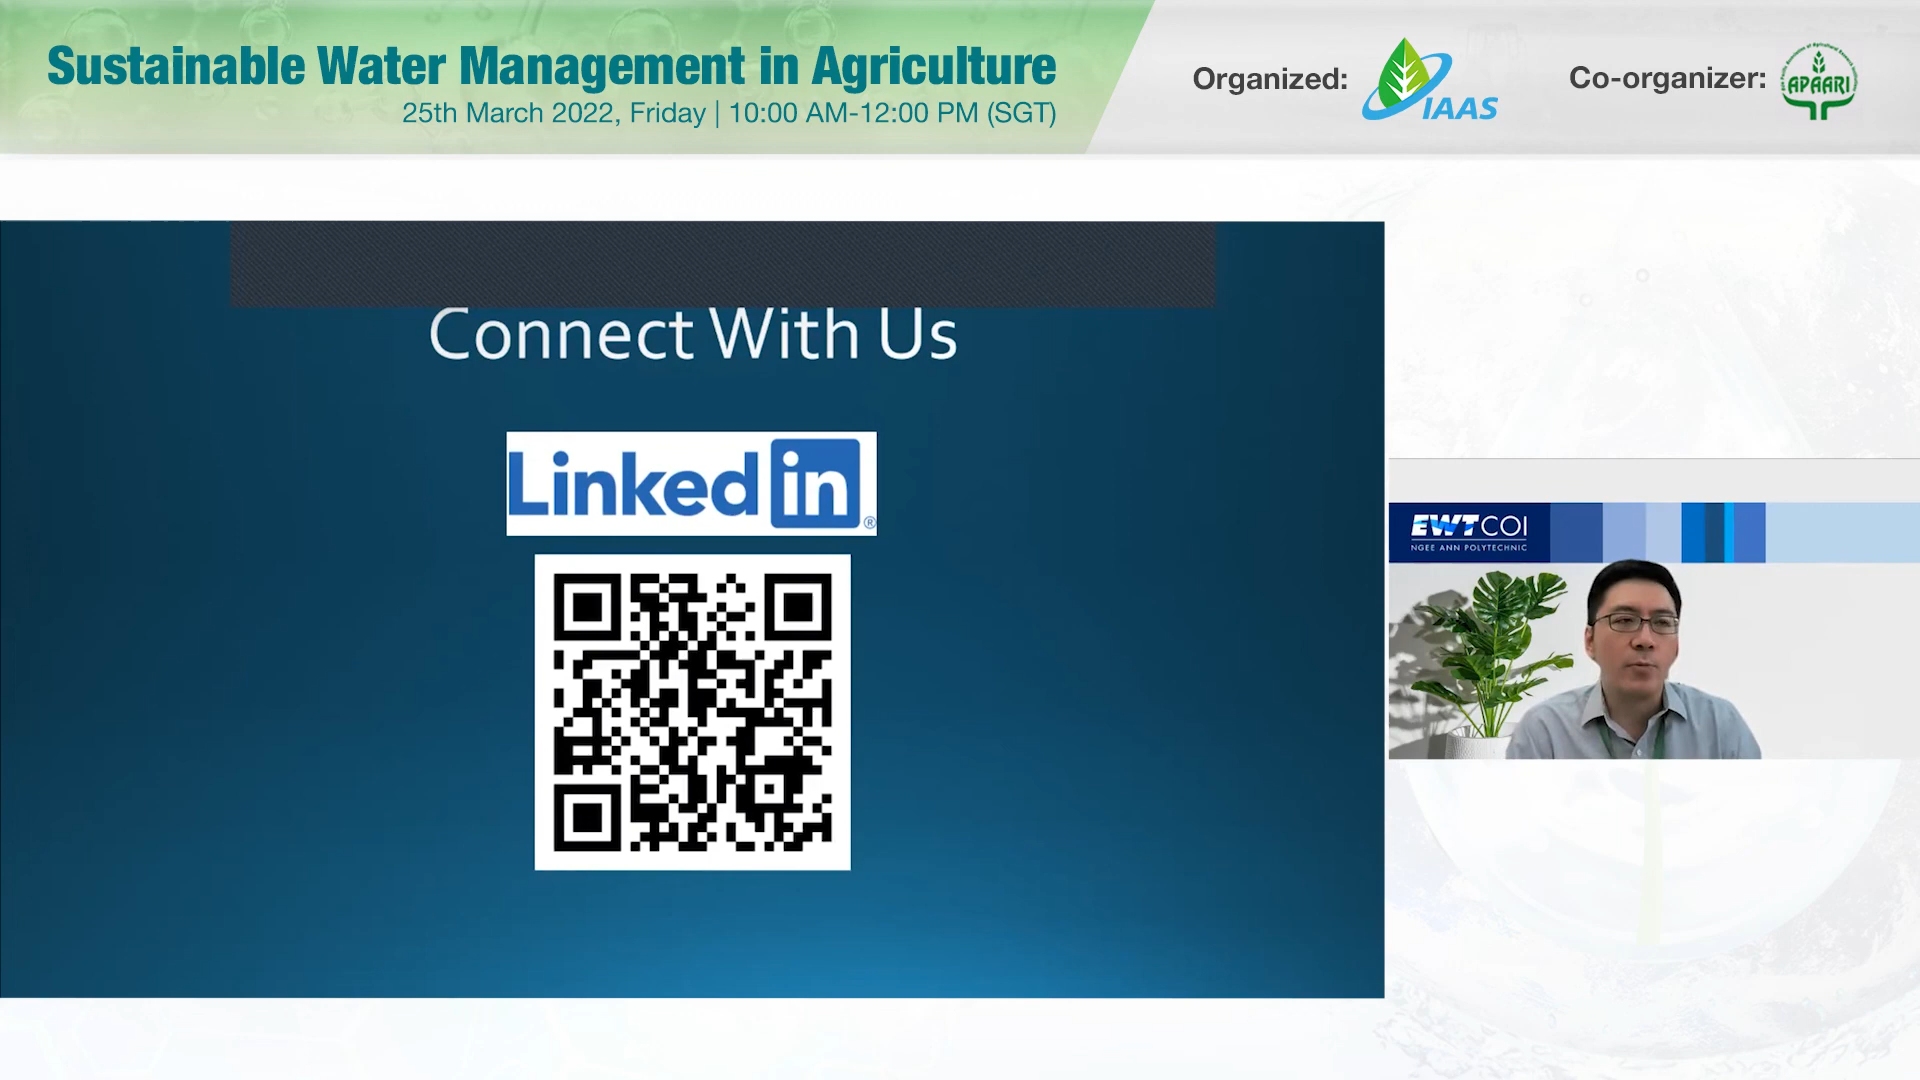 Sustainable Water Management in Agriculture
25th March 2022, Friday | 10:00 AM-12:00 PM (SGT)
Organized:
IAAS
Co-organizer:
APAARI
Connect With Us
Linked in ®
EWTCOI
NGEE ANN POLYTECHNIC